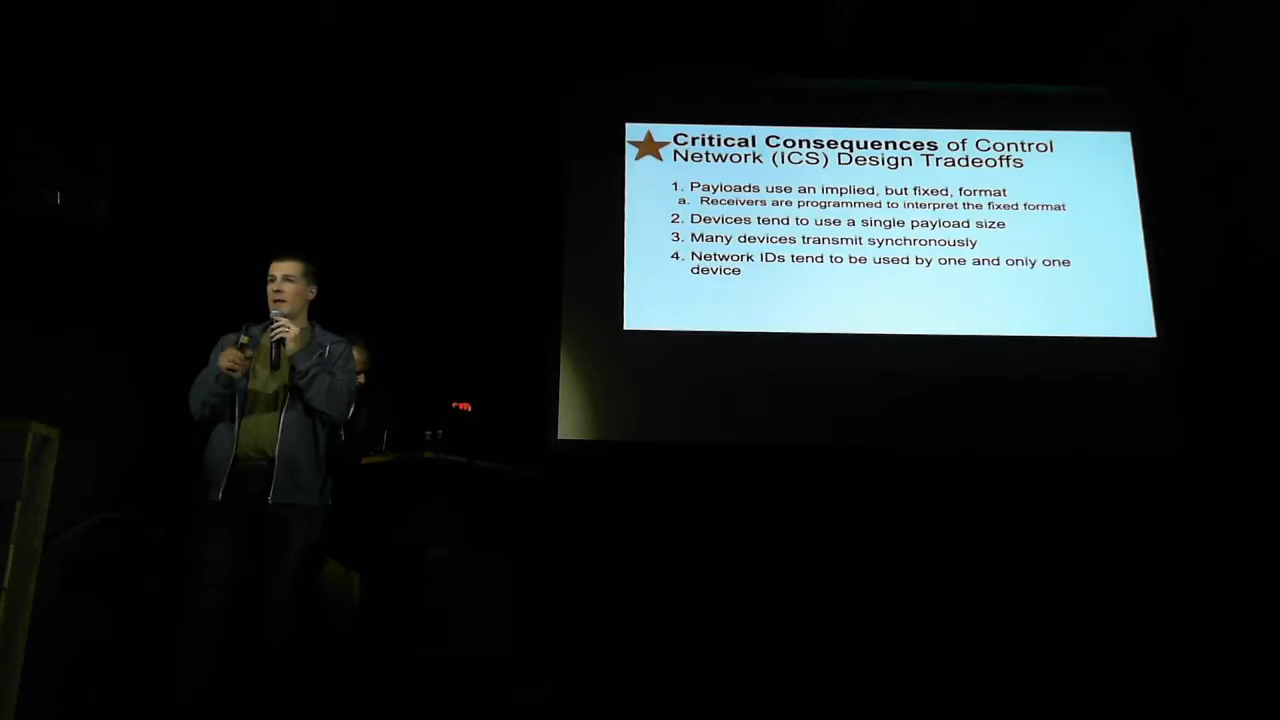 Critical Consequences of Control
Network (ICS) Design Tradeoffs
1. Payloads use an implied, but fixed, format
a. Receivers are programmed to interpret the fixed format
2. Devices tend to use a single payload size
3. Many devices transmit synchronously
4. Network IDs tend to be used by one and only one
device